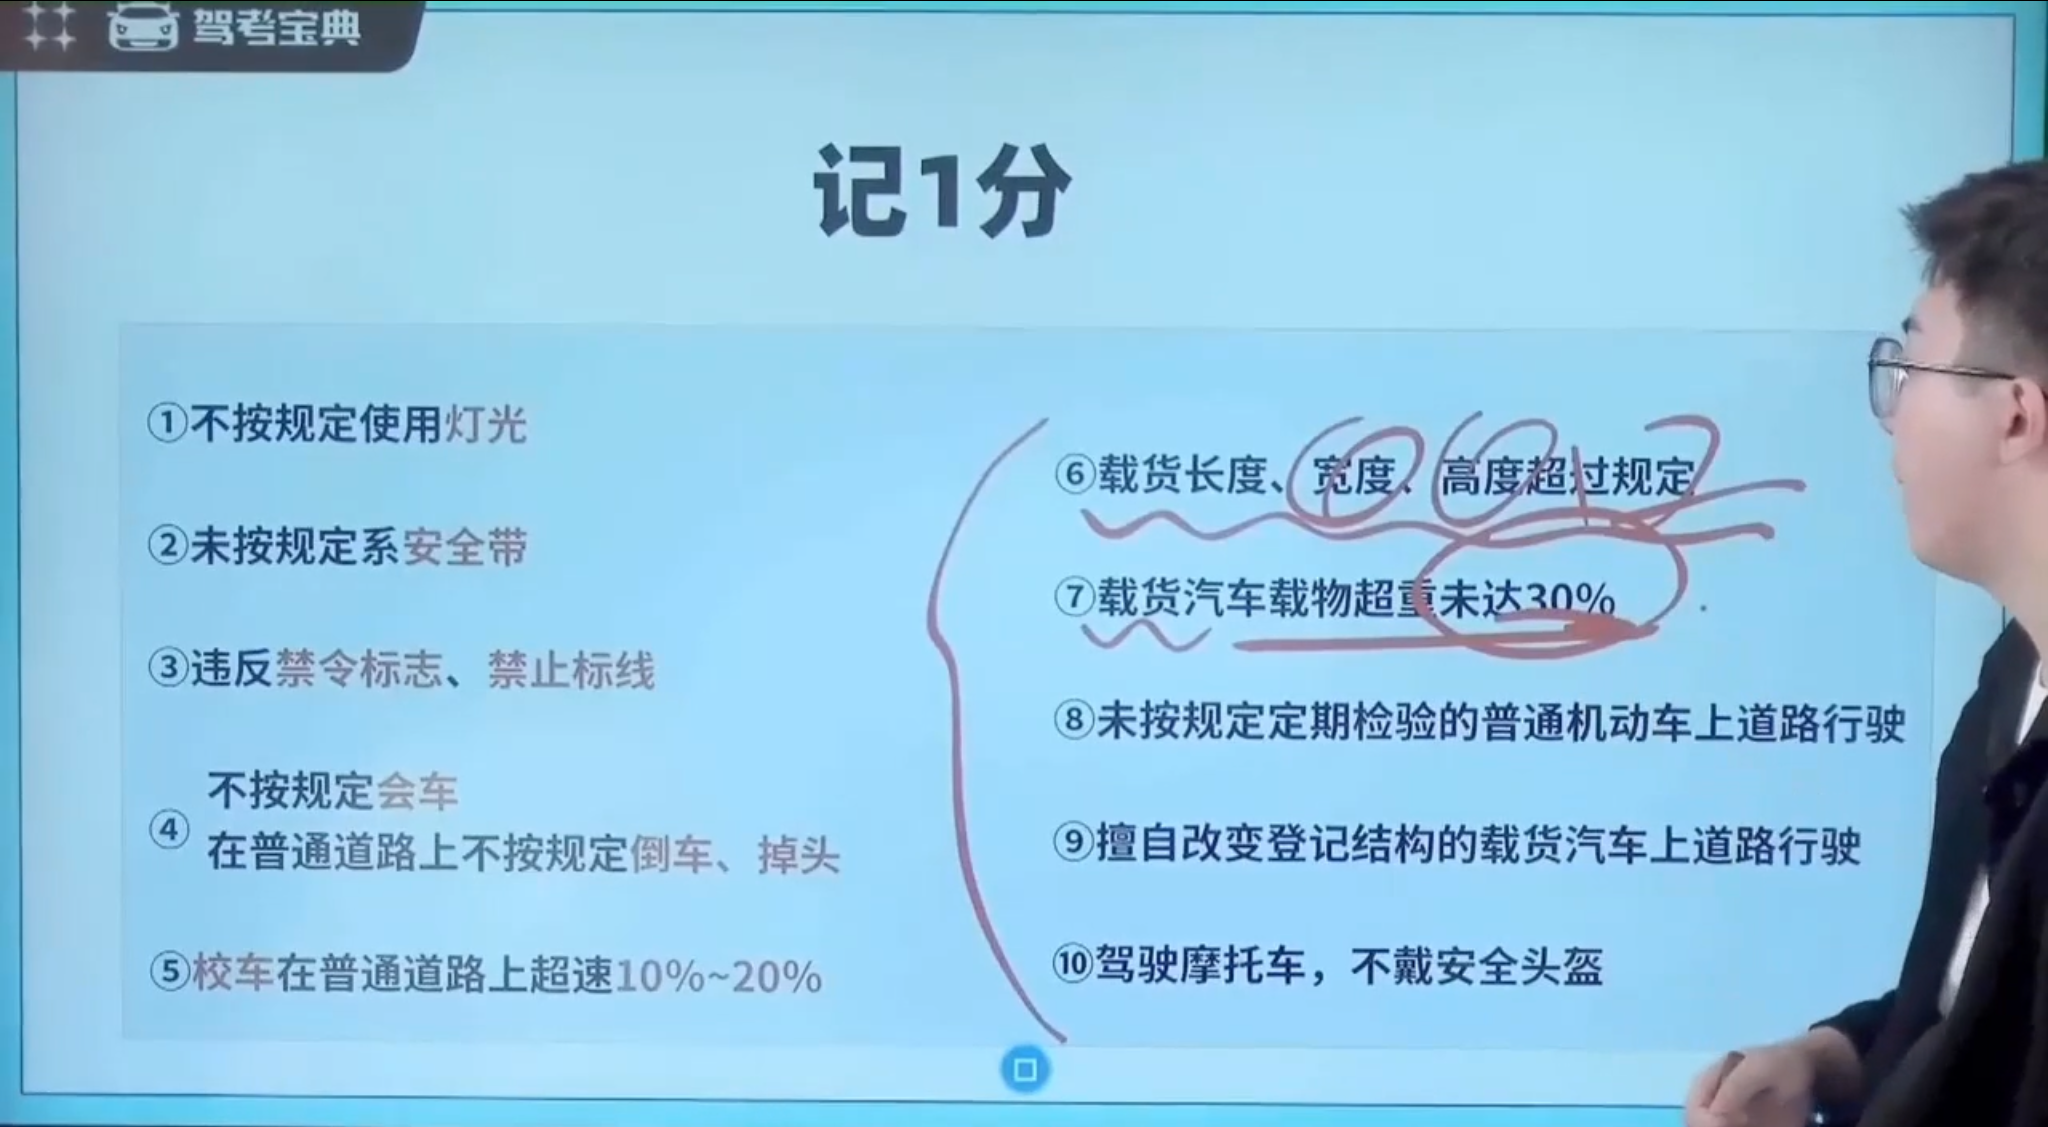 驾考宝典
记1分
①不按规定使用灯光
②未按规定系安全带
③违反禁令标志、禁止标线
④
不按规定会车
在普通道路上不按规定倒车、掉头
⑤校车在普通道路上超速10%~20%
⑥载货长度、宽度、高度超过规定
⑦载货汽车载物超重未达30%
⑧未按规定定期检验的普通机动车上道路行驶
⑨擅自改变登记结构的载货汽车上道路行驶
⑩驾驶摩托车，不戴安全头盔